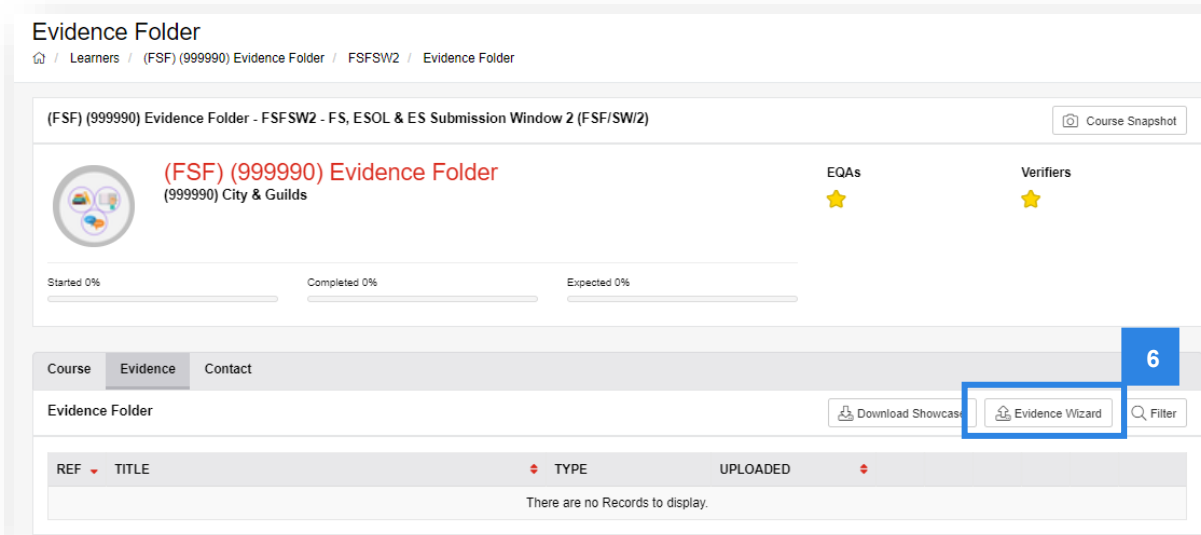 Evidence Folder
/ Learners / (FSF) (999990) Evidence Folder / FSFSW2 / Evidence Folder
(FSF) (999990) Evidence Folder - FSFSW2 - FS, ESOL & ES Submission Window 2 (FSF/SW/2)
Course Snapshot
(FSF) (999990) Evidence Folder
(999990) City & Guilds
EQAs
Verifiers
Started 0%
Completed 0%
Expected 0%
Course Evidence Contact
6
Evidence Folder
Download Showcase
Evidence Wizard
Filter
REF TITLE TYPE UPLOADED
There are no Records to display.